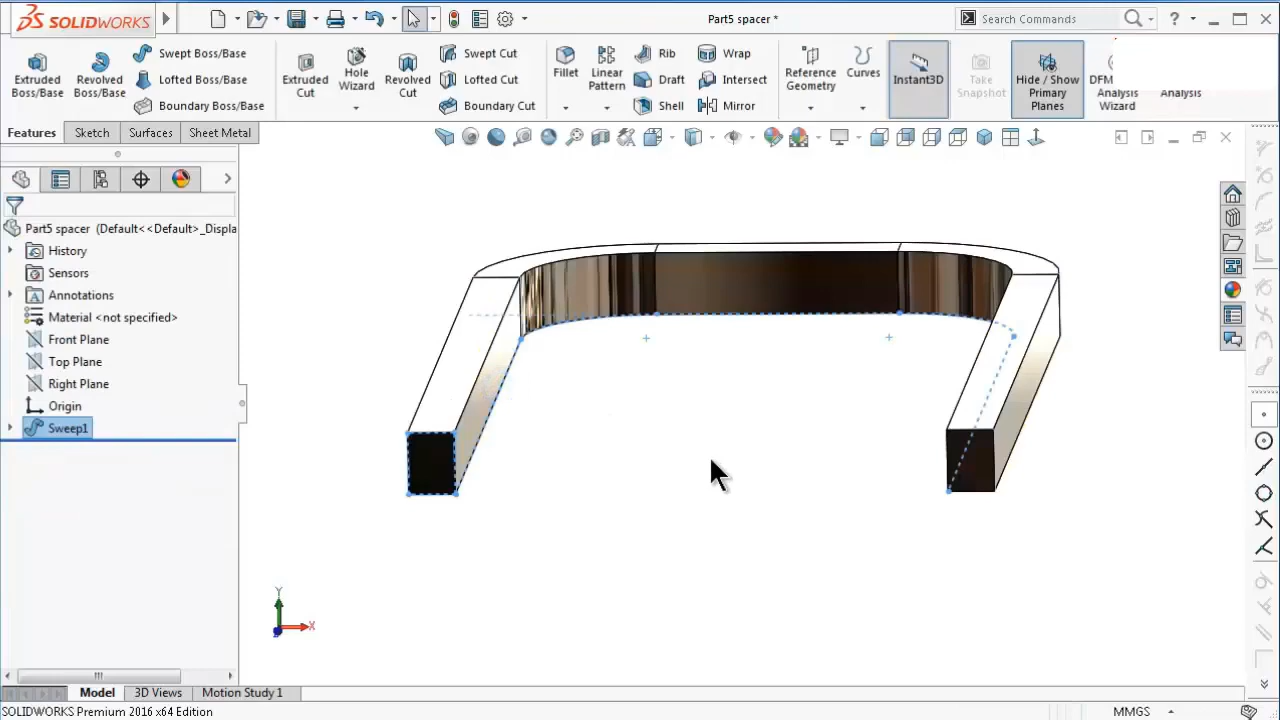 SOLIDWORKS
Part5 spacer *
Search Commands
?
Extruded Boss/Base
Revolved Boss/Base
Swept Boss/Base
Lofted Boss/Base
Boundary Boss/Base
Extruded Cut
Hole Wizard
Revolved Cut
Swept Cut
Lofted Cut
Boundary Cut
Fillet
Linear Pattern
Rib
Draft
Shell
Wrap
Intersect
Mirror
Reference Geometry
Curves
Instant3D
Take Snapshot
Hide / Show Primary Planes
DFM Analysis Wizard
Analysis
Features
Sketch
Surfaces
Sheet Metal
Part5 spacer (Default<<Default>_Displa
History
Sensors
Annotations
Material <not specified>
Front Plane
Top Plane
Right Plane
Origin
Sweep1
Y
X
Model
3D Views
Motion Study 1
SOLIDWORKS Premium 2016 x64 Edition
MMGS